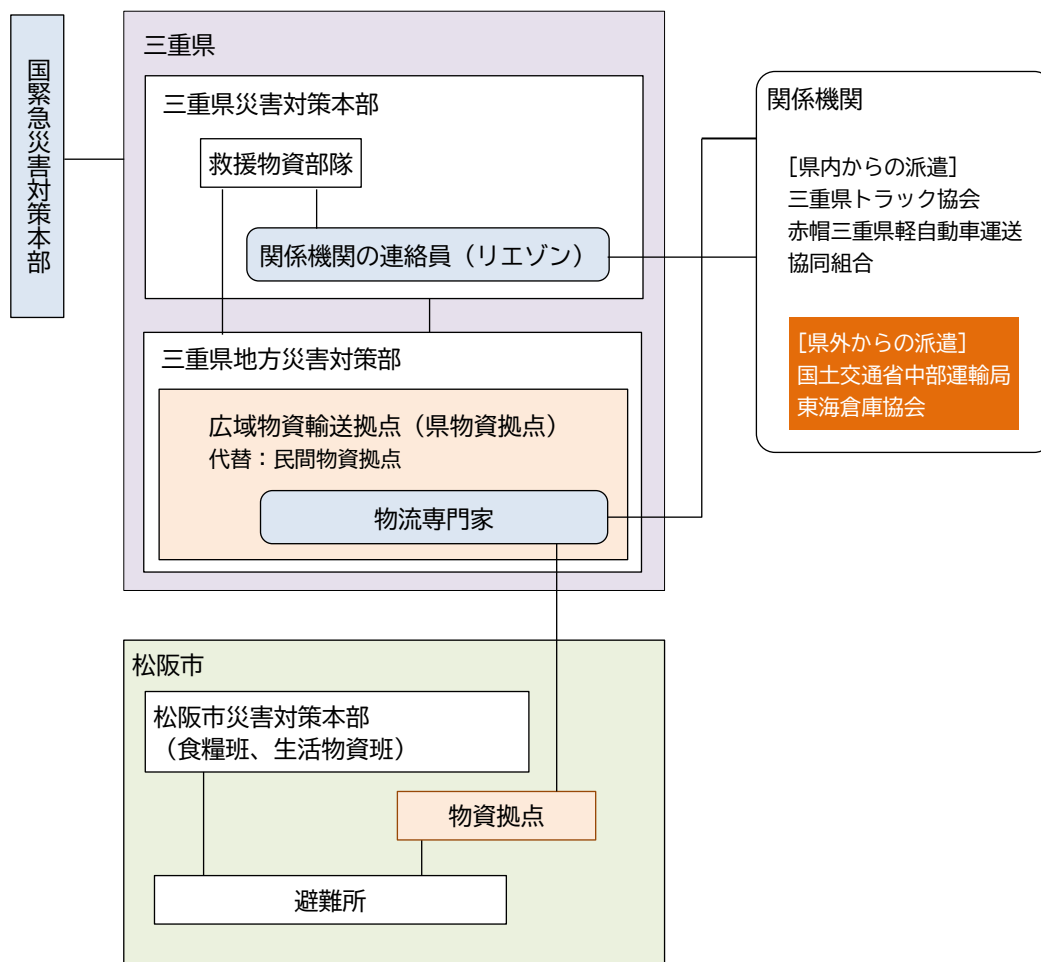 国緊急災害対策本部
三重県
三重県災害対策本部
救援物資部隊
関係機関の連絡員（リエゾン）
三重県地方災害対策部
広域物資輸送拠点（県物資拠点）
代替：民間物資拠点
物流専門家
関係機関
［県内からの派遣］
三重県トラック協会
赤帽三重県軽自動車運送
協同組合
［県外からの派遣］
国土交通省中部運輸局
東海倉庫協会
松阪市
松阪市災害対策本部
（食糧班、生活物資班）
物資拠点
避難所